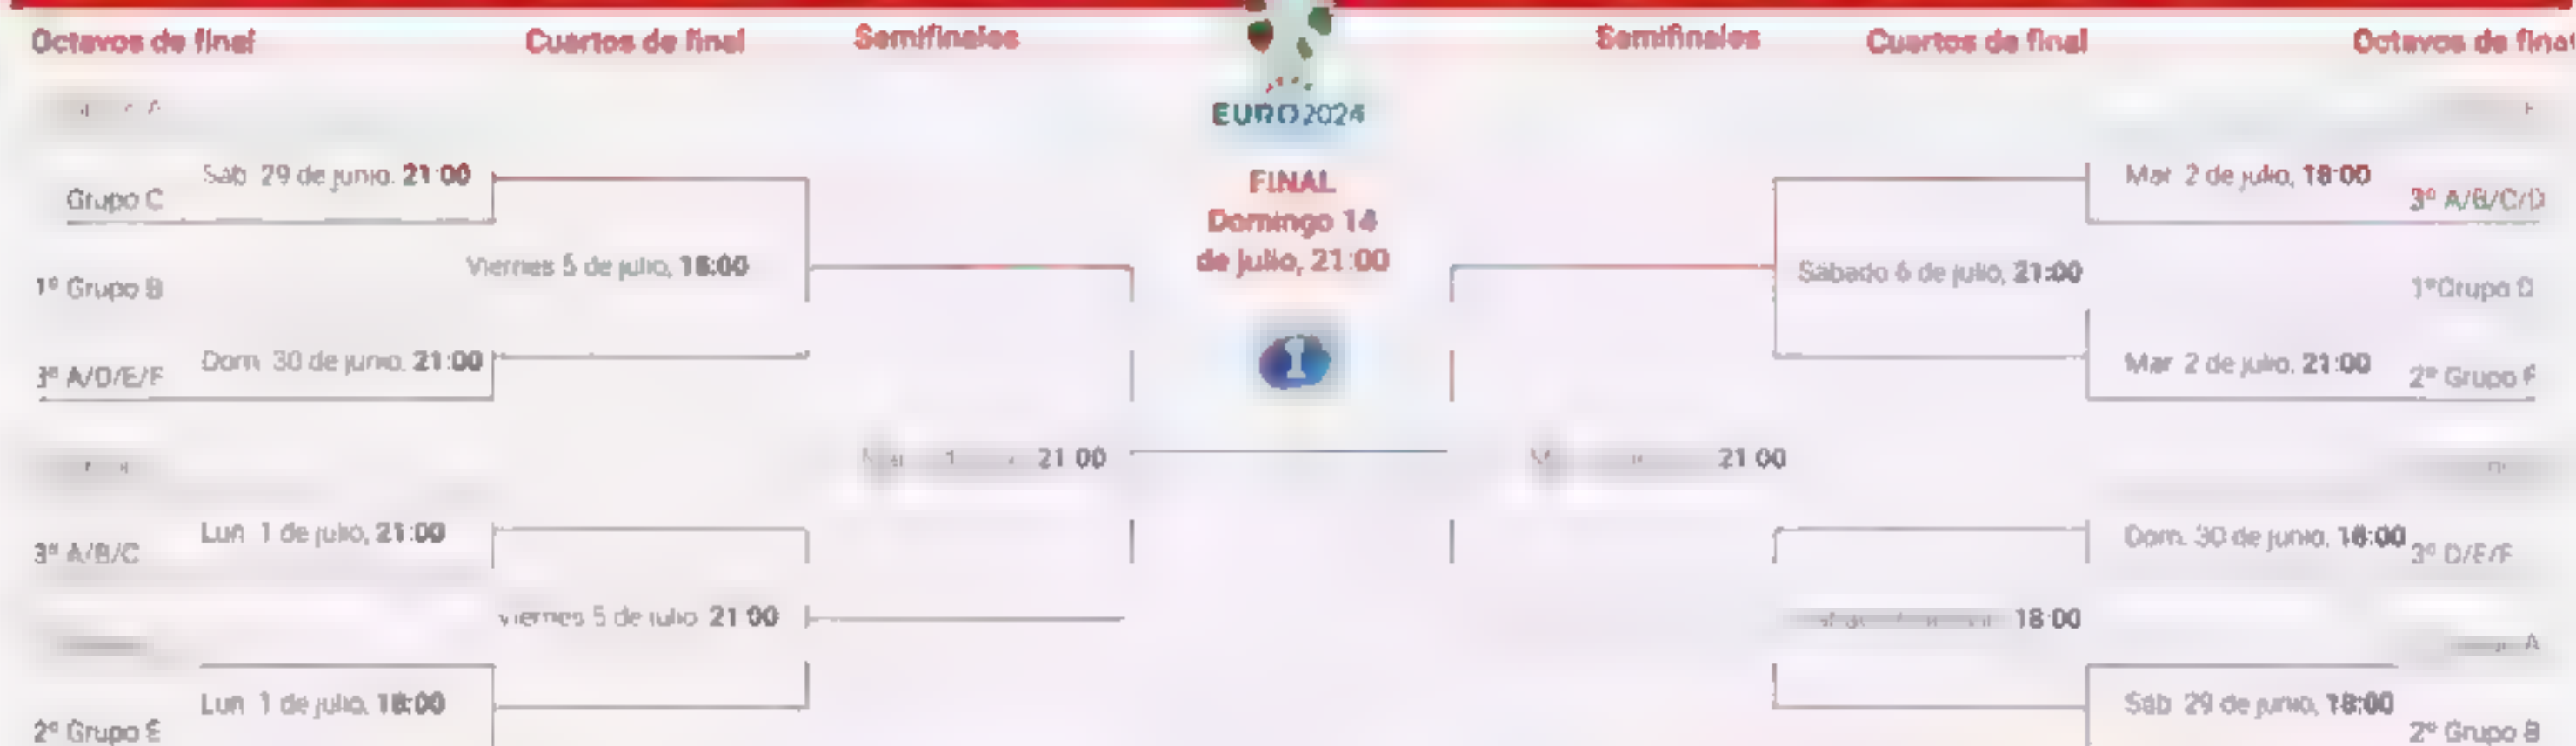 Octavos de final
Cuartos de final
Semifinales
Semifinales
Cuartos de final
Octavos de final
EURO2024
Sáb. 29 de junio. 21:00
FINAL
Mar 2 de julio, 18:00
Grupo C
3º A/B/C/D
Domingo 14
Viernes 5 de julio, 18:00
de julio, 21:00
Sábado 6 de julio, 21:00
1º Grupo B
1º Grupo D
Dom. 30 de junio. 21:00
Mar 2 de julio. 21:00
3º A/D/E/F
2º Grupo F
21:00
21:00
Lun 1 de julio, 21:00
Dom. 30 de junio. 18:00
3º A/B/C
3º D/E/F
Viernes 5 de julio 21:00
18:00
Lun 1 de julio, 18:00
Sáb 29 de junio, 18:00
2º Grupo E
2º Grupo B